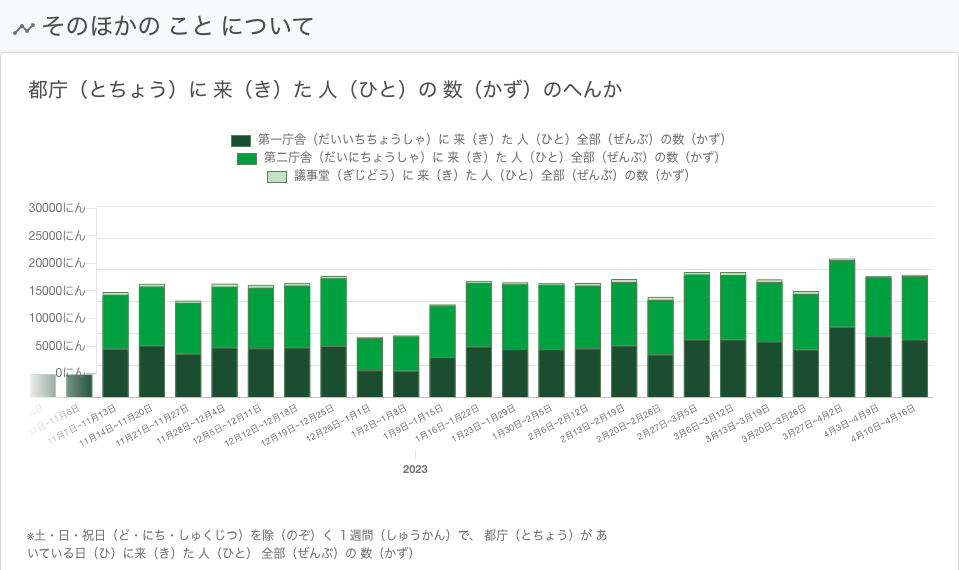 そのほかの こと について
都庁（とちょう）に 来（き）た 人（ひと）の 数（かず）のへんか
第一庁舎（だいいちちょうしゃ）に 来（き）た 人（ひと）全部（ぜんぶ）の数（かず）
第二庁舎（だいにちょうしゃ）に 来（き）た 人（ひと）全部（ぜんぶ）の数（かず）
議事堂（ぎじどう）に 来（き）た 人（ひと）全部（ぜんぶ）の数（かず）
30000にん
25000にん
20000にん
15000にん
10000にん
5000にん
0にん
11月7日~11月13日
11月14日~11月20日
11月21日~11月27日
11月28日~12月4日
12月5日~12月11日
12月12日~12月18日
12月19日~12月25日
12月26日~1月1日
1月2日~1月8日
1月9日~1月15日
1月16日~1月22日
1月23日~1月29日
1月30日~2月5日
2月6日~2月12日
2月13日~2月19日
2月20日~2月26日
2月27日~3月5日
3月6日~3月12日
3月13日~3月19日
3月20日~3月26日
3月27日~4月2日
4月3日~4月9日
4月10日~4月16日
2023
※土・日・祝日（ど・にち・しゅくじつ）を除（のぞ）く １週間（しゅうかん）で、 都庁（とちょう）が あ
いている日（ひ）に来（き）た 人（ひと） 全部（ぜんぶ）の 数（かず）